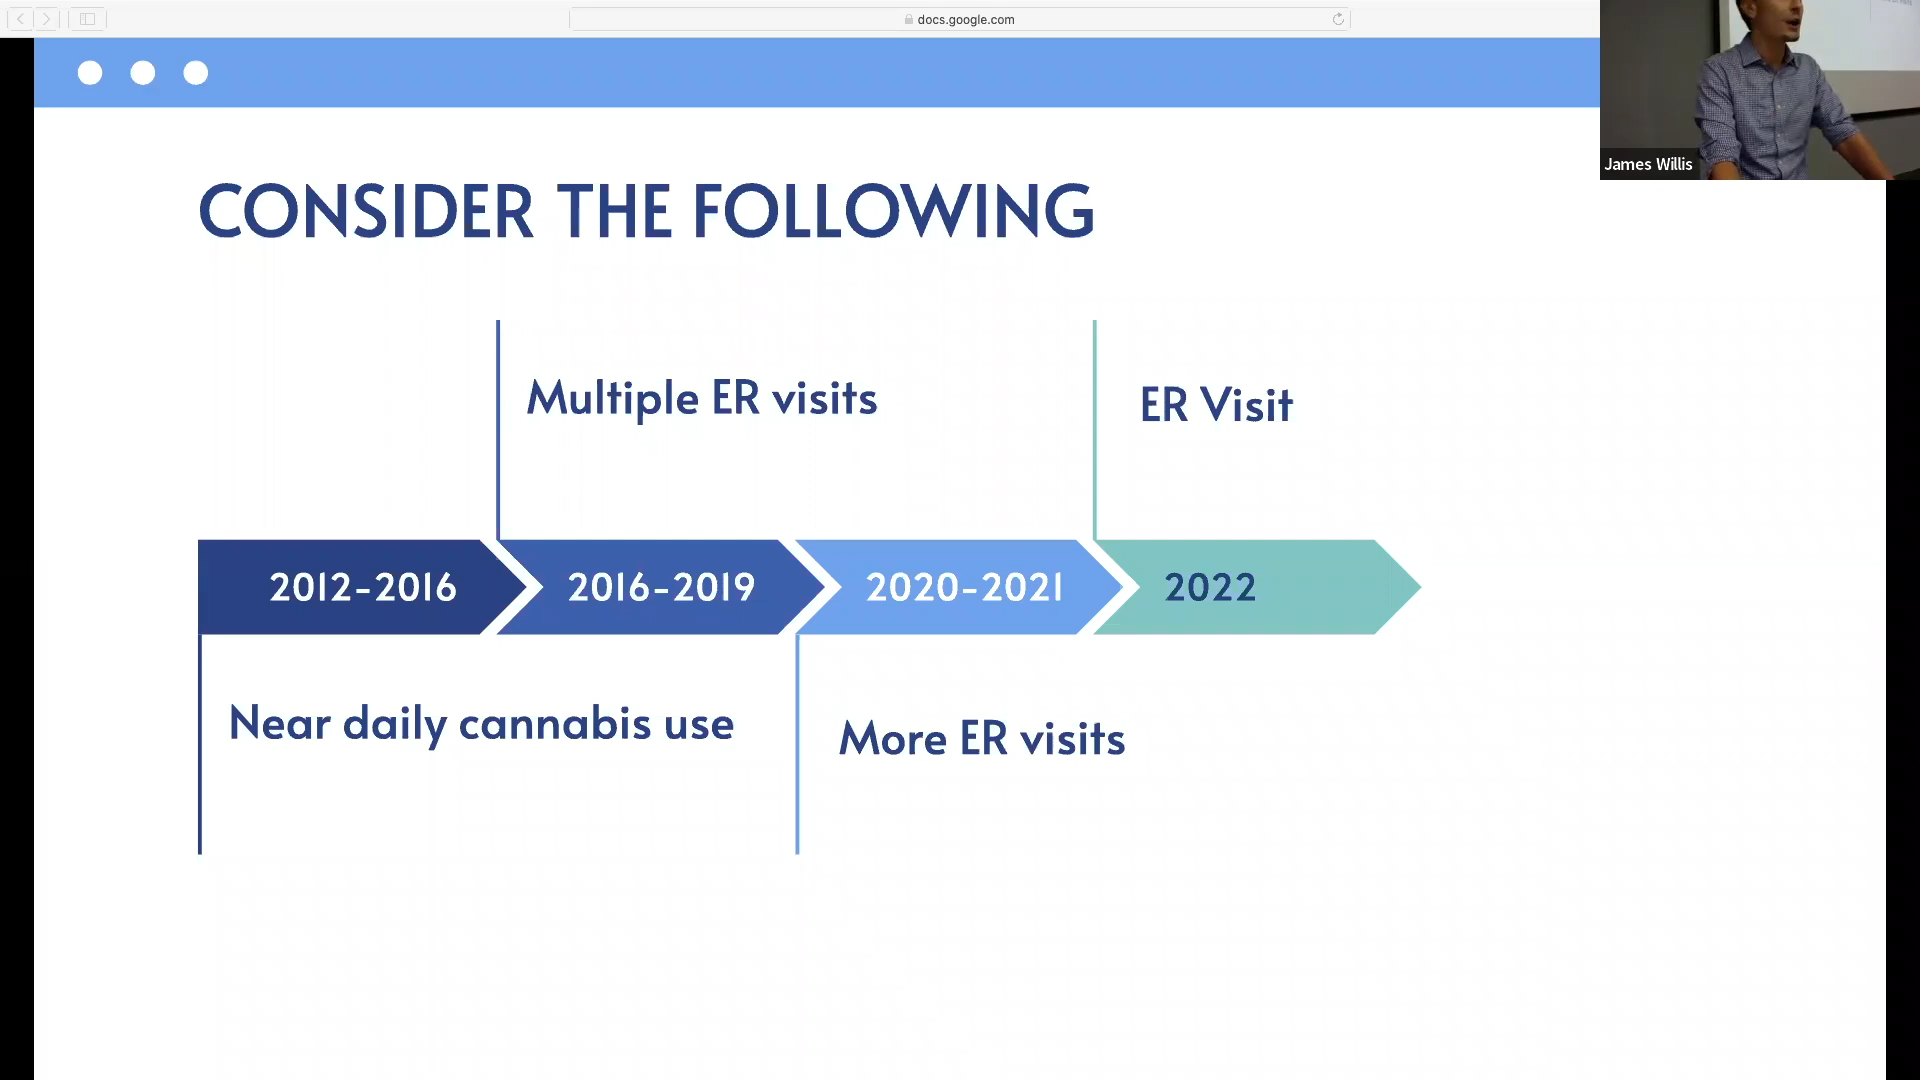 docs.google.com
James Willis
CONSIDER THE FOLLOWING
Multiple ER visits
ER Visit
2012-2016
2016-2019
2020-2021
2022
Near daily cannabis use
More ER visits